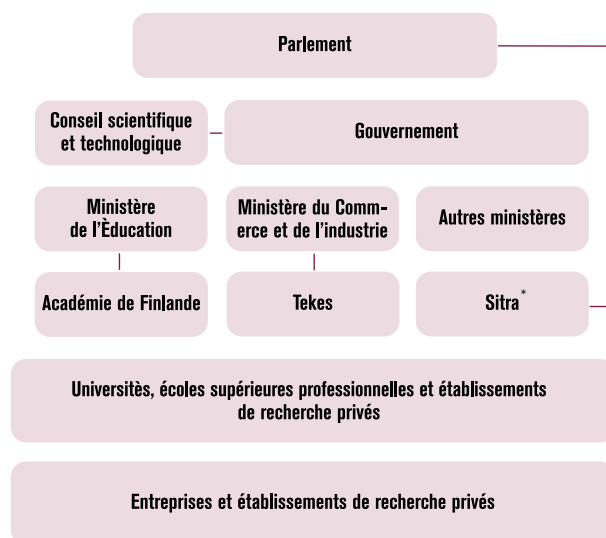 Parlement
Conseil scientifique
et technologique
Gouvernement
Ministère
de l'Èducation
Ministère du Comm-
erce et de l'industrie
Autres ministères
Académie de Finlande
Tekes
Sitra*
Universitès, écoles supérieures professionnelles et établissements
de recherche privés
Entreprises et établissements de recherche privés